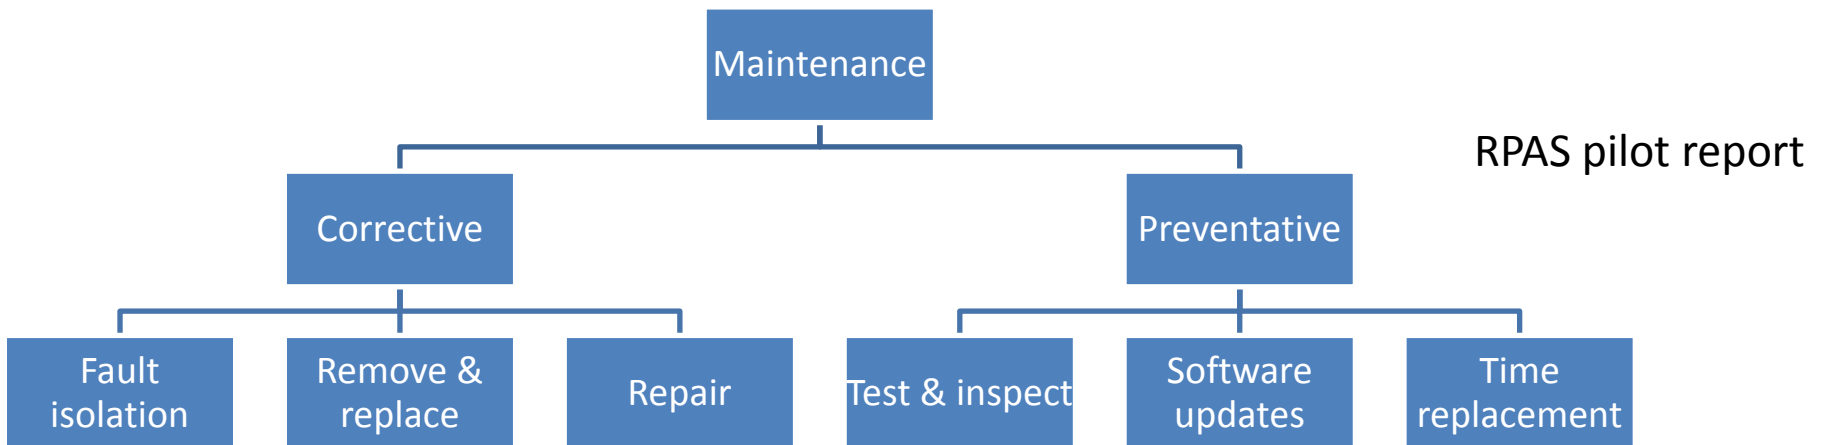 Maintenance
RPAS pilot report
Corrective
Preventative
Fault
isolation
Remove &
replace
Repair
Test & inspect
Software
updates
Time
replacement